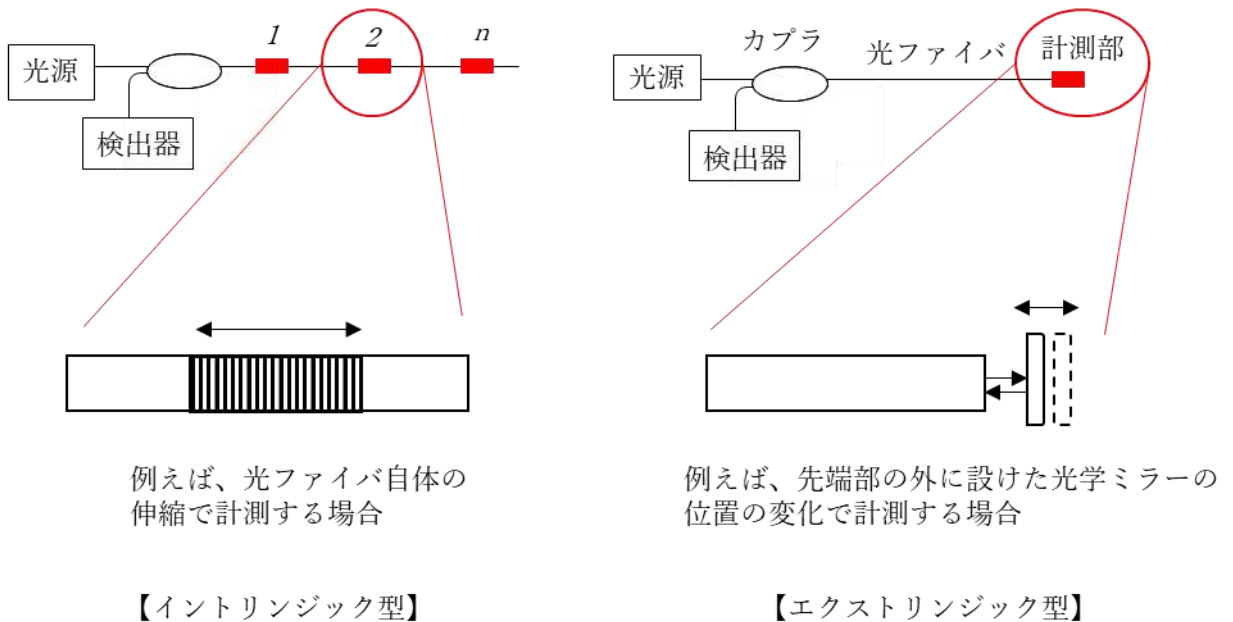 光源
検出器
1
2
n
例えば、光ファイバ自体の
伸縮で計測する場合
【イントリンジック型】
光源
カプラ
検出器
光ファイバ
計測部
例えば、先端部の外に設けた光学ミラーの
位置の変化で計測する場合
【エクストリンジック型】